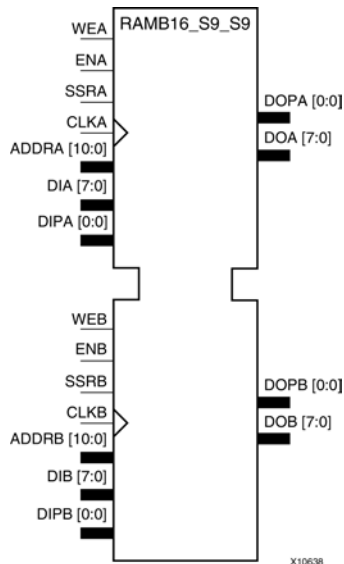 RAMB16_S9_S9
WEA
ENA
SSRA
CLKA
ADDRA [10:0]
DIA [7:0]
DIPA [0:0]
DOPA [0:0]
DOA [7:0]
WEB
ENB
SSRB
CLKB
ADDRB [10:0]
DIB [7:0]
DIPB [0:0]
DOPB [0:0]
DOB [7:0]
X10638